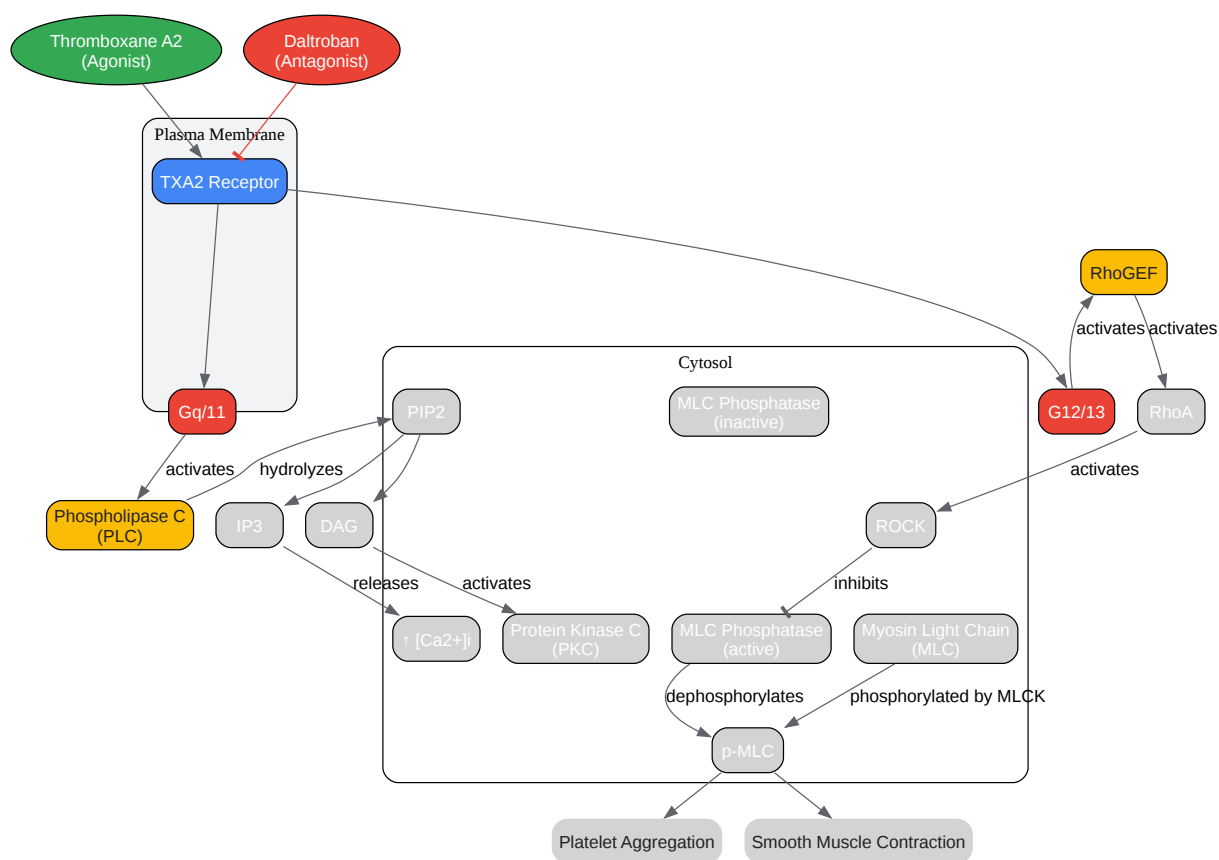 Thromboxane A2
(Agonist)
Daltroban
(Antagonist)
Plasma Membrane
TXA2 Receptor
RhoGEF
activates
activates
Cytosol
Gq/11
PIP2
MLC Phosphatase
(inactive)
G12/13
RhoA
activates
hydrolyzes
activates
Phospholipase C
(PLC)
IP3
DAG
ROCK
releases
activates
inhibits
↑ [Ca2+]i
Protein Kinase C
(PKC)
MLC Phosphatase
(active)
Myosin Light Chain
(MLC)
dephosphorylates
phosphorylated by MLCK
p-MLC
Platelet Aggregation
Smooth Muscle Contraction